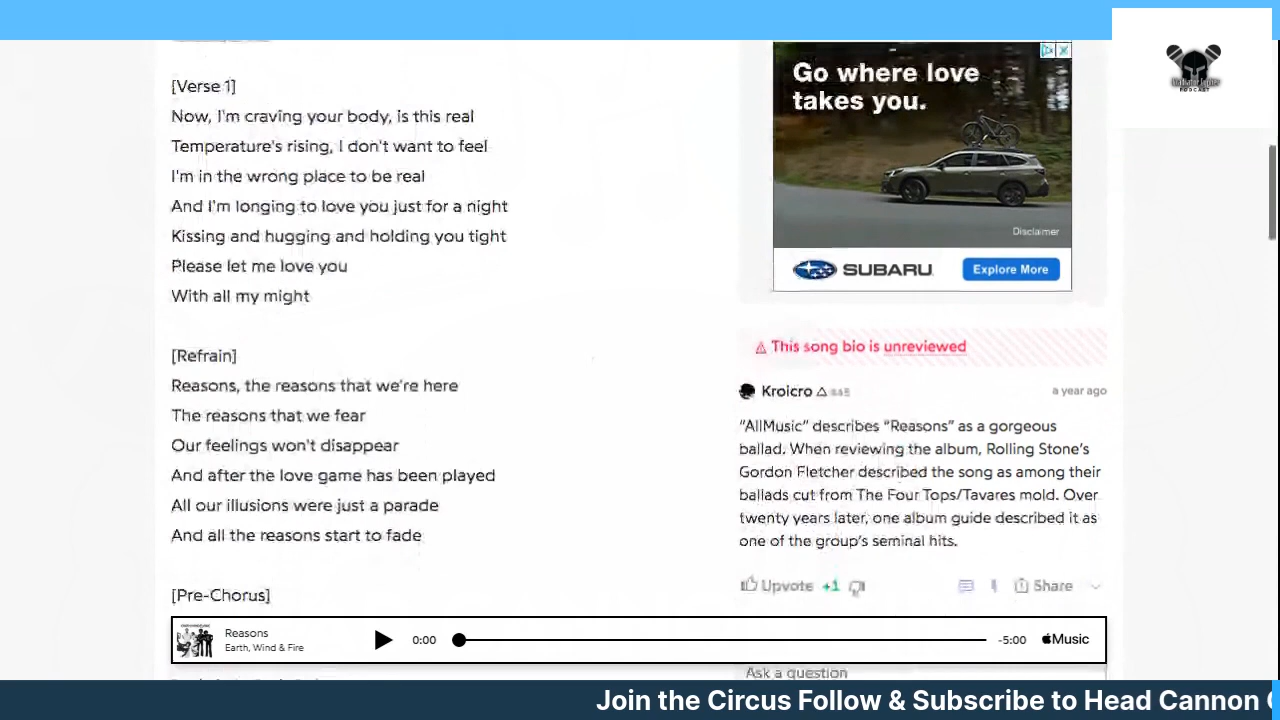 [Verse 1]
Now, I'm craving your body, is this real
Temperature's rising, I don't want to feel
I'm in the wrong place to be real
And I'm longing to love you just for a night
Kissing and hugging and holding you tight
Please let me love you
With all my might
[Refrain]
Reasons, the reasons that we're here
The reasons that we fear
Our feelings won't disappear
And after the love game has been played
All our illusions were just a parade
And all the reasons start to fade
[Pre-Chorus]
Go where love
takes you.
Disclaimer
SUBARU
Explore More
This song bio is unreviewed
Kroicro
a year ago
“AllMusic” describes “Reasons” as a gorgeous
ballad. When reviewing the album, Rolling Stone’s
Gordon Fletcher described the song as among their
ballads cut from The Four Tops/Tavares mold. Over
twenty years later, one album guide described it as
one of the group’s seminal hits.
Upvote +1
Share
Reasons
Earth, Wind & Fire
0:00
-5:00
Music
Ask a question
PODCAST
Join the Circus Follow & Subscribe to Head Cannon